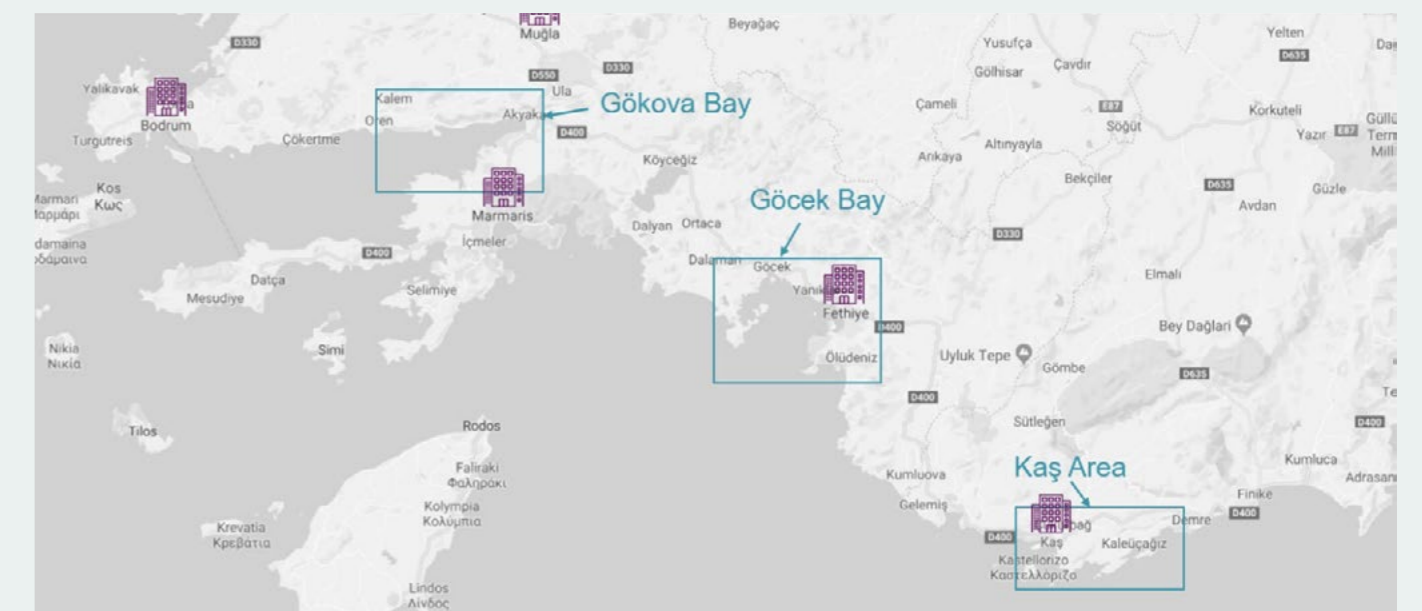 Beyağaç
Yelten
Muğla
D330
Yusufça
D635
Çavdır
Gölhisar
D330
D550
Yalıkavak
Ula
Kalem
Gökova Bay
Çameli
E87
Korkuteli
Akyaka
Bodrum
Söğüt
D400
Yazır
E87
Turgutreis
Çökertme
Altınyayla
Arıkaya
Köyceğiz
Bekçiler
D635
Güzle
Kos
Κως
Göcek Bay
Avdan
Marmaris
Dalyan
Ortaca
D330
İçmeler
D400
Dalaman
Göcek
Elmalı
Datça
Selimiye
Mesudiye
Fethiye
D400
Bey Dağlari
Nikia
Νικιά
Simi
Ölüdeniz
Uyluk Tepe
Gömbe
D635
D400
Sütleğen
D400
Tilos
Rodos
Kaş Area
Kumluca
Faliraki
Φαληράκι
Kumluova
Adrasan
Finike
Gelemiş
Kolympia
Κολύμπια
D400
Demre
Krevatia
Κρεβάτια
D400
Kaş
Kaleüçağız
Kastellorizo
Καστελλόριζο
Lindos
Λίνδος